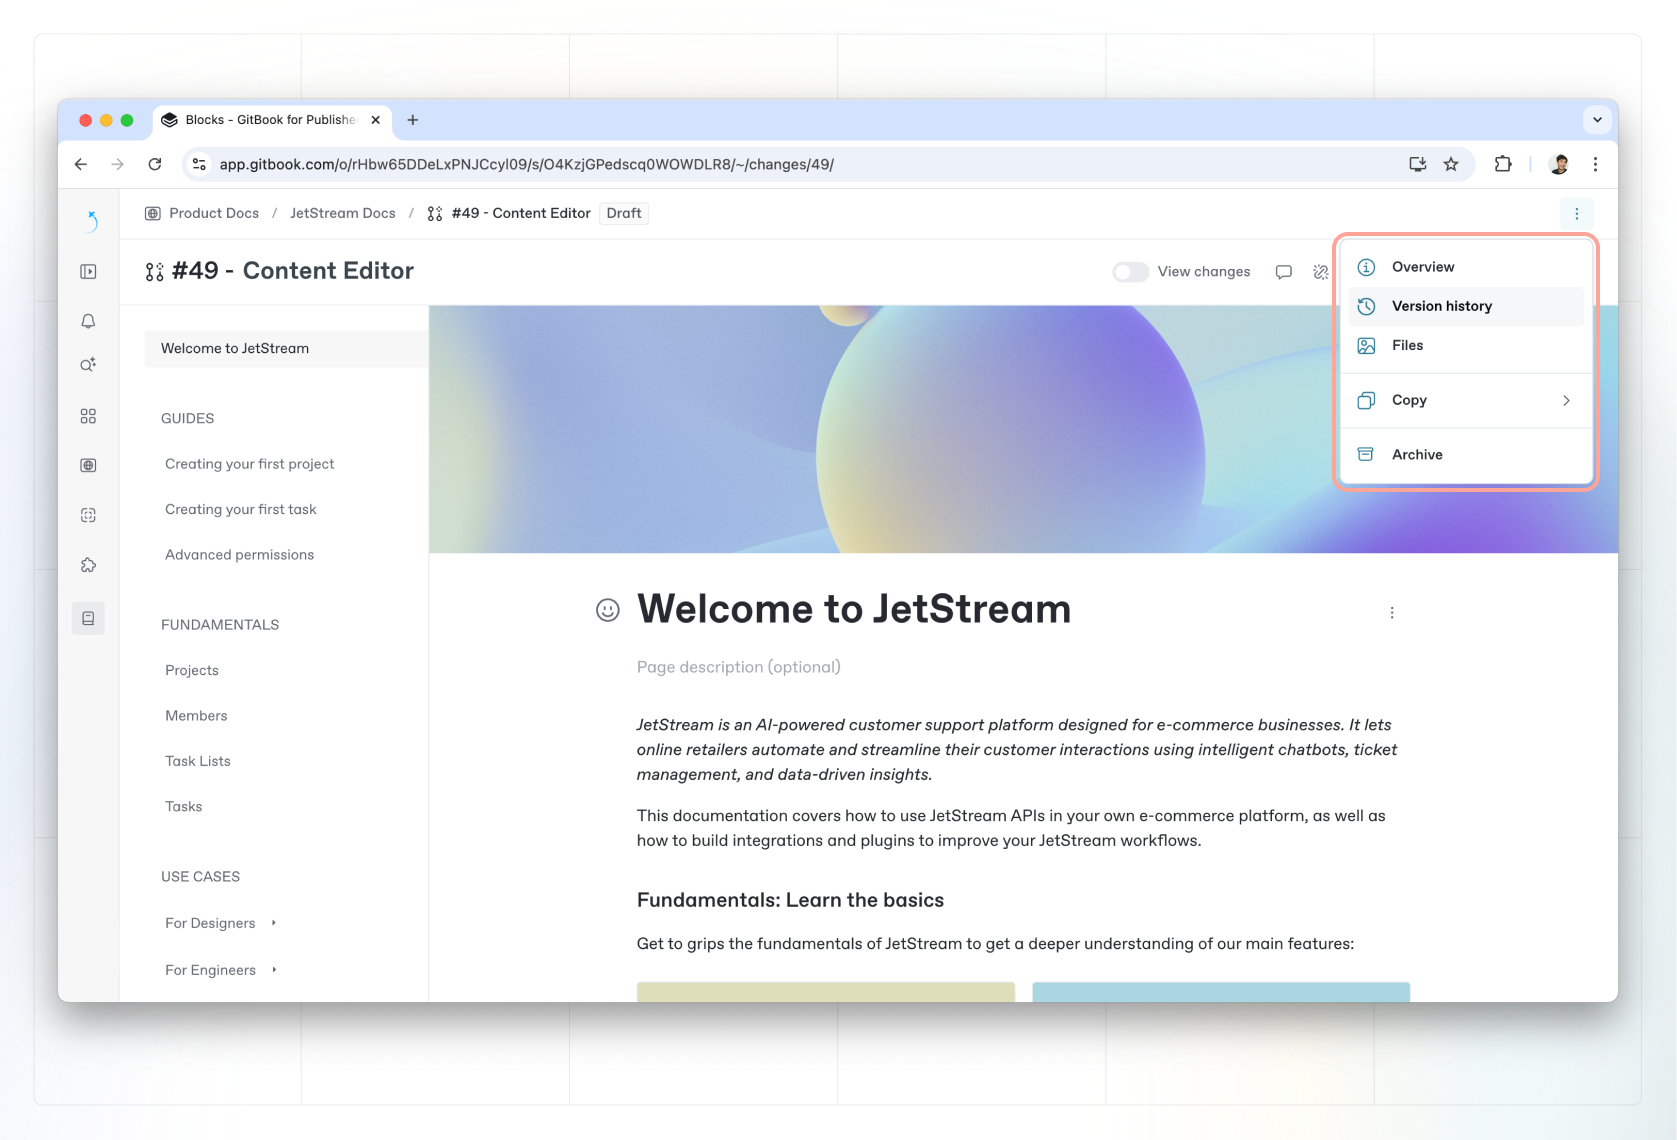 Blocks - GitBook for Publishe
app.gitbook.com/o/rHbw65DDeLxPNJCcyl09/s/O4KzjGPedscq0WOWDLR8/~/changes/49/
Product Docs / JetStream Docs / #49 - Content Editor Draft
#49 - Content Editor
View changes
Overview
Version history
Files
Copy
Archive
Welcome to JetStream
GUIDES
Creating your first project
Creating your first task
Advanced permissions
FUNDAMENTALS
Projects
Members
Task Lists
Tasks
USE CASES
For Designers
For Engineers
Welcome to JetStream
Page description (optional)
JetStream is an AI-powered customer support platform designed for e-commerce businesses. It lets
online retailers automate and streamline their customer interactions using intelligent chatbots, ticket
management, and data-driven insights.
This documentation covers how to use JetStream APIs in your own e-commerce platform, as well as
how to build integrations and plugins to improve your JetStream workflows.
Fundamentals: Learn the basics
Get to grips the fundamentals of JetStream to get a deeper understanding of our main features: